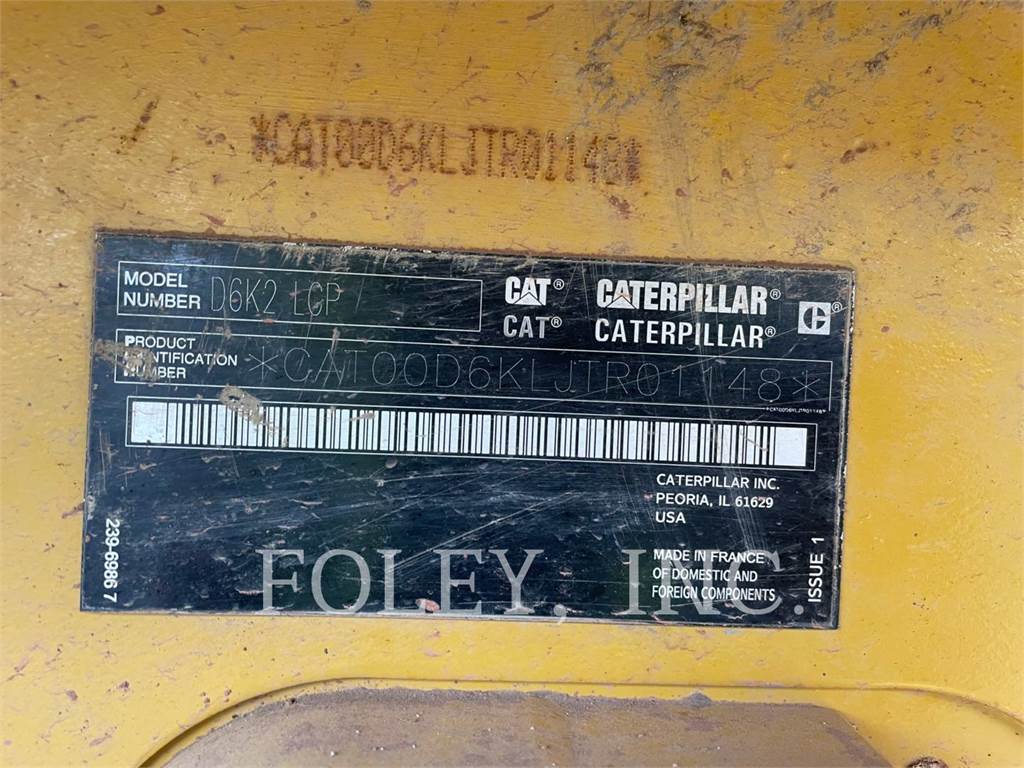 *CAT00D6KLJTR01148*
MODEL NUMBER D6K2 LGP
CAT® CATERPILLAR® ®
CAT® CATERPILLAR®
PRODUCT IDENTIFICATION NUMBER *CAT00D6KLJTR01148*
*CAT00D6KLJTR01148*
CATERPILLAR INC.
PEORIA, IL 61629
USA
MADE IN FRANCE
OF DOMESTIC AND
FOREIGN COMPONENTS
239-6986 7
ISSUE 1
FOLEY, INC.